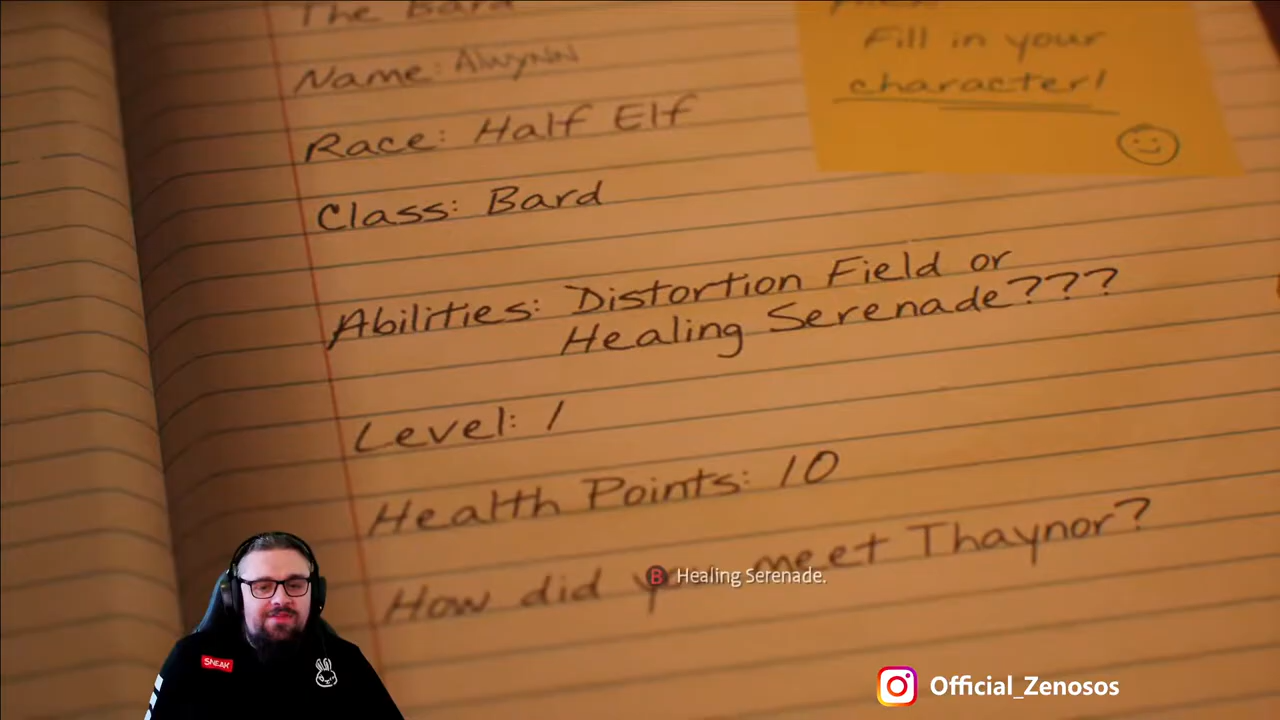 The Bard
Fill in your
character!
Name: Alwynn
Race: Half Elf
Class: Bard
Abilities: Distortion Field or
Healing Serenade???
Level: 1
Health Points: 10
How did you meet Thaynor?
B Healing Serenade.
SNEAK
Official_Zenosos